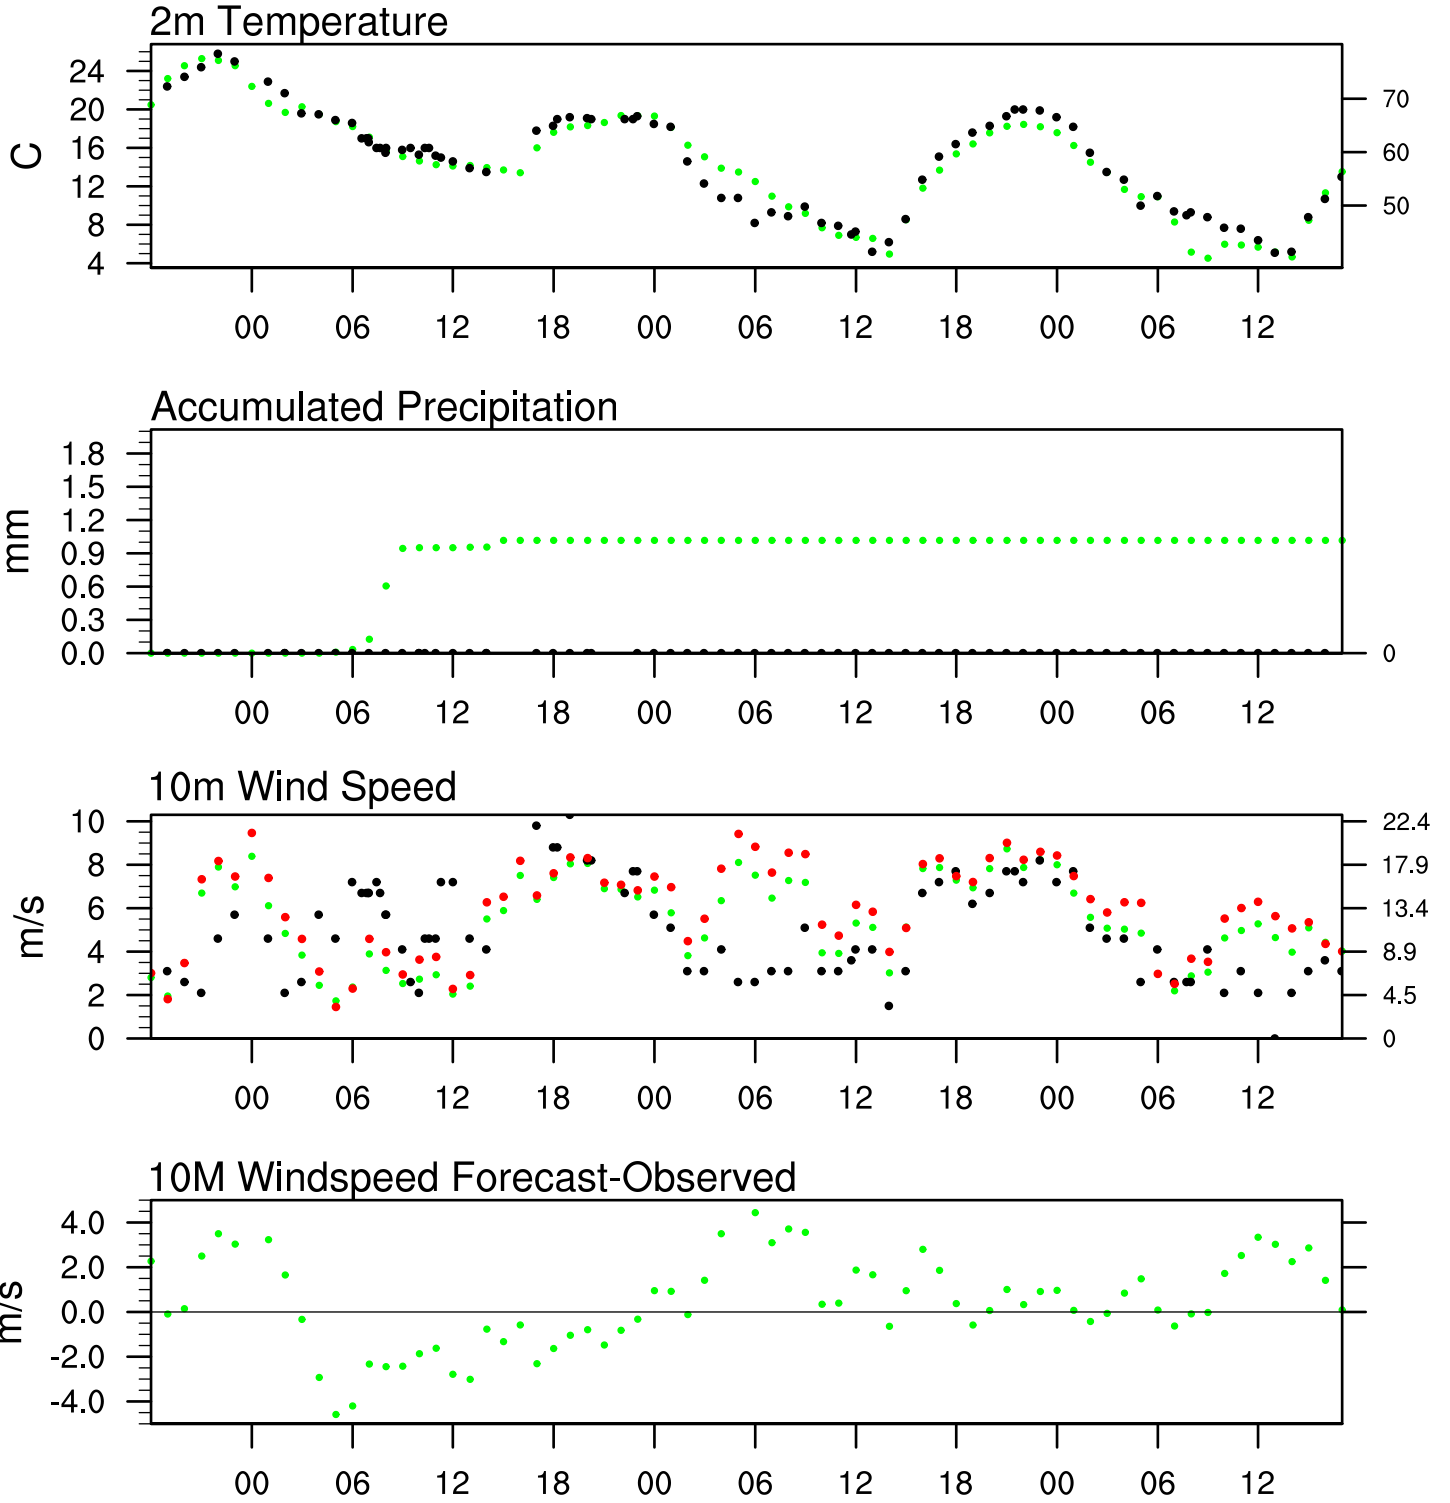 2m Temperature
24
20
16
12
8
4
C
70
60
50
00 06 12 18 00 06 12 18 00 06 12
Accumulated Precipitation
1.8
1.5
1.2
0.9
0.6
0.3
0.0
mm
0
00 06 12 18 00 06 12 18 00 06 12
10m Wind Speed
10
8
6
4
2
0
m/s
22.4
17.9
13.4
8.9
4.5
0
00 06 12 18 00 06 12 18 00 06 12
10M Windspeed Forecast-Observed
4.0
2.0
0.0
-2.0
-4.0
m/s
00 06 12 18 00 06 12 18 00 06 12